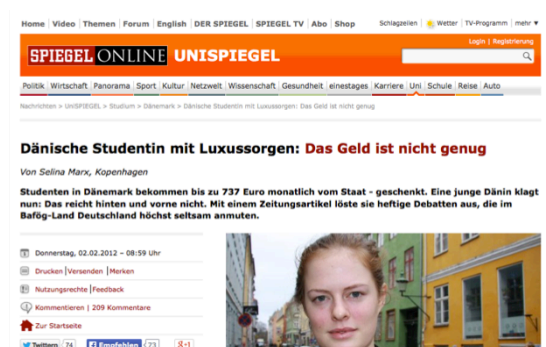 Home | Video | Themen | Forum | English | DER SPIEGEL | SPIEGEL TV | Abo | Shop
Schlagzeilen | Wetter | TV-Programm | mehr ▼
Login | Registrierung
SPIEGEL ONLINE UNISPIEGEL
Politik | Wirtschaft | Panorama | Sport | Kultur | Netzwelt | Wissenschaft | Gesundheit | einestages | Karriere | Uni | Schule | Reise | Auto
Nachrichten > UniSPIEGEL > Studium > Dänemark > Dänische Studentin mit Luxussorgen: Das Geld ist nicht genug
Dänische Studentin mit Luxussorgen: Das Geld ist nicht genug
Von Selina Marx, Kopenhagen
Studenten in Dänemark bekommen bis zu 737 Euro monatlich vom Staat - geschenkt. Eine junge Dänin klagt
nun: Das reicht hinten und vorne nicht. Mit einem Zeitungsartikel löste sie heftige Debatten aus, die im
Bafög-Land Deutschland höchst seltsam anmuten.
Donnerstag, 02.02.2012 – 08:59 Uhr
Drucken | Versenden | Merken
Nutzungsrechte | Feedback
Kommentieren | 209 Kommentare
Zur Startseite
Twittern 74 Empfehlen 73 +1